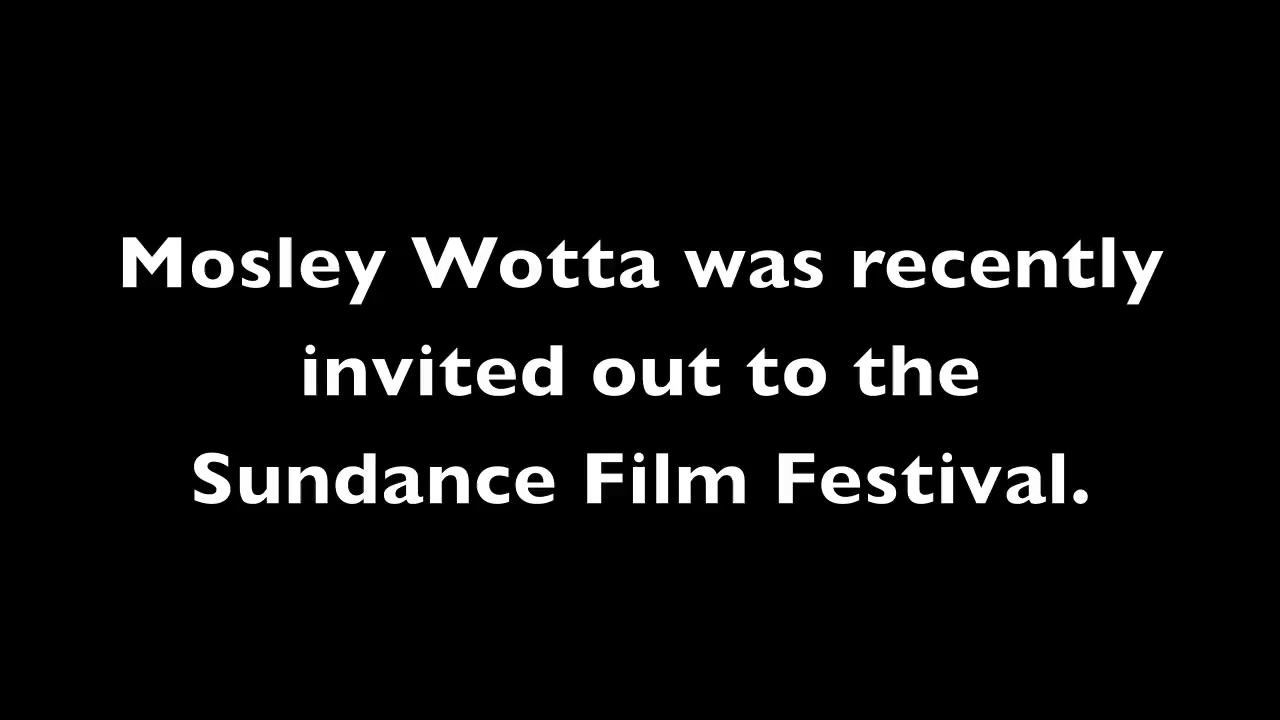 Mosley Wotta was recently
invited out to the
Sundance Film Festival.